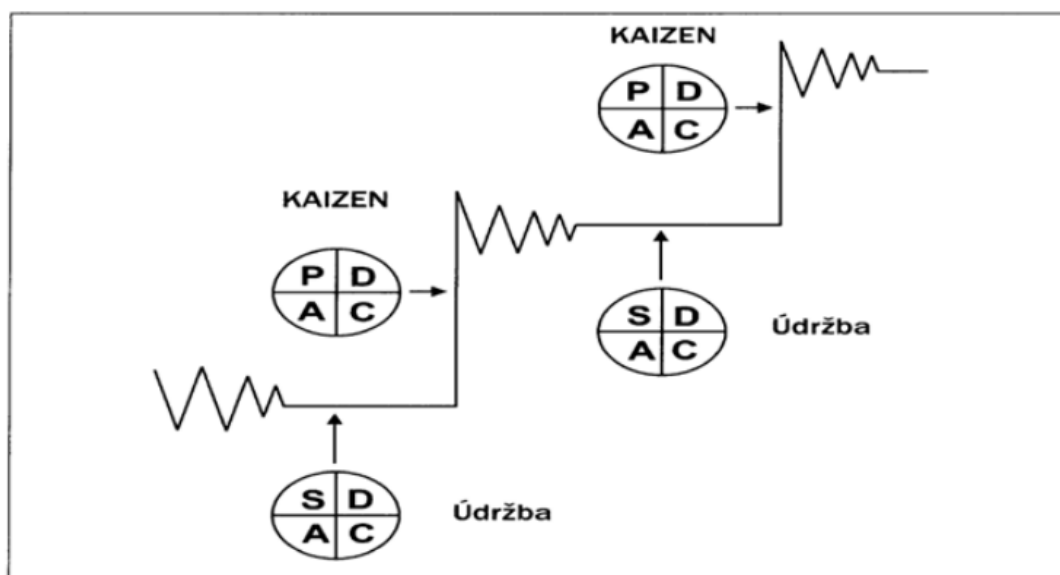 KAIZEN
P D
A C
KAIZEN
P D
A C
S D
A C
Údržba
S D
A C
Údržba